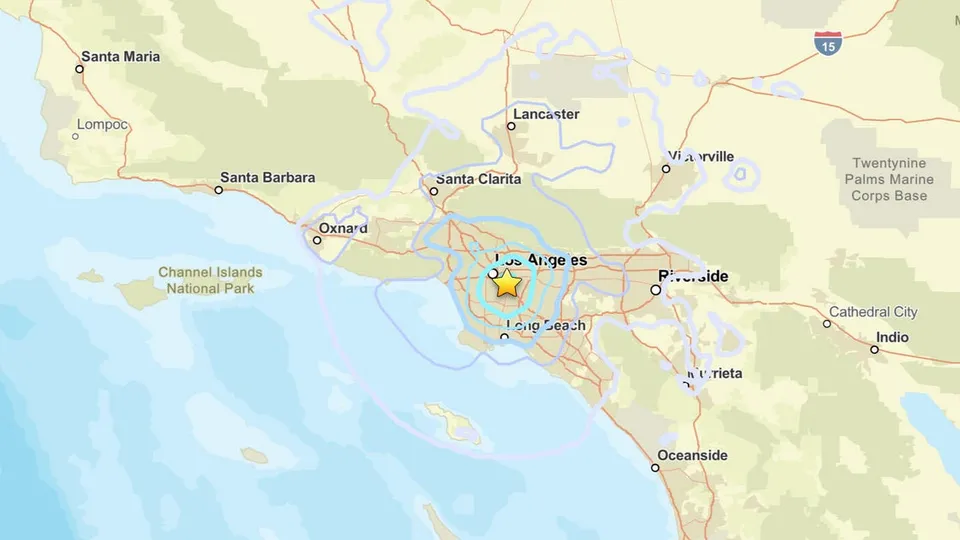 Santa Maria
15
Lompoc
Lancaster
Victorville
Twentynine
Palms Marine
Corps Base
Santa Barbara
Santa Clarita
Oxnard
Los Angeles
Channel Islands
National Park
Riverside
Cathedral City
Long Beach
Indio
Murrieta
Oceanside